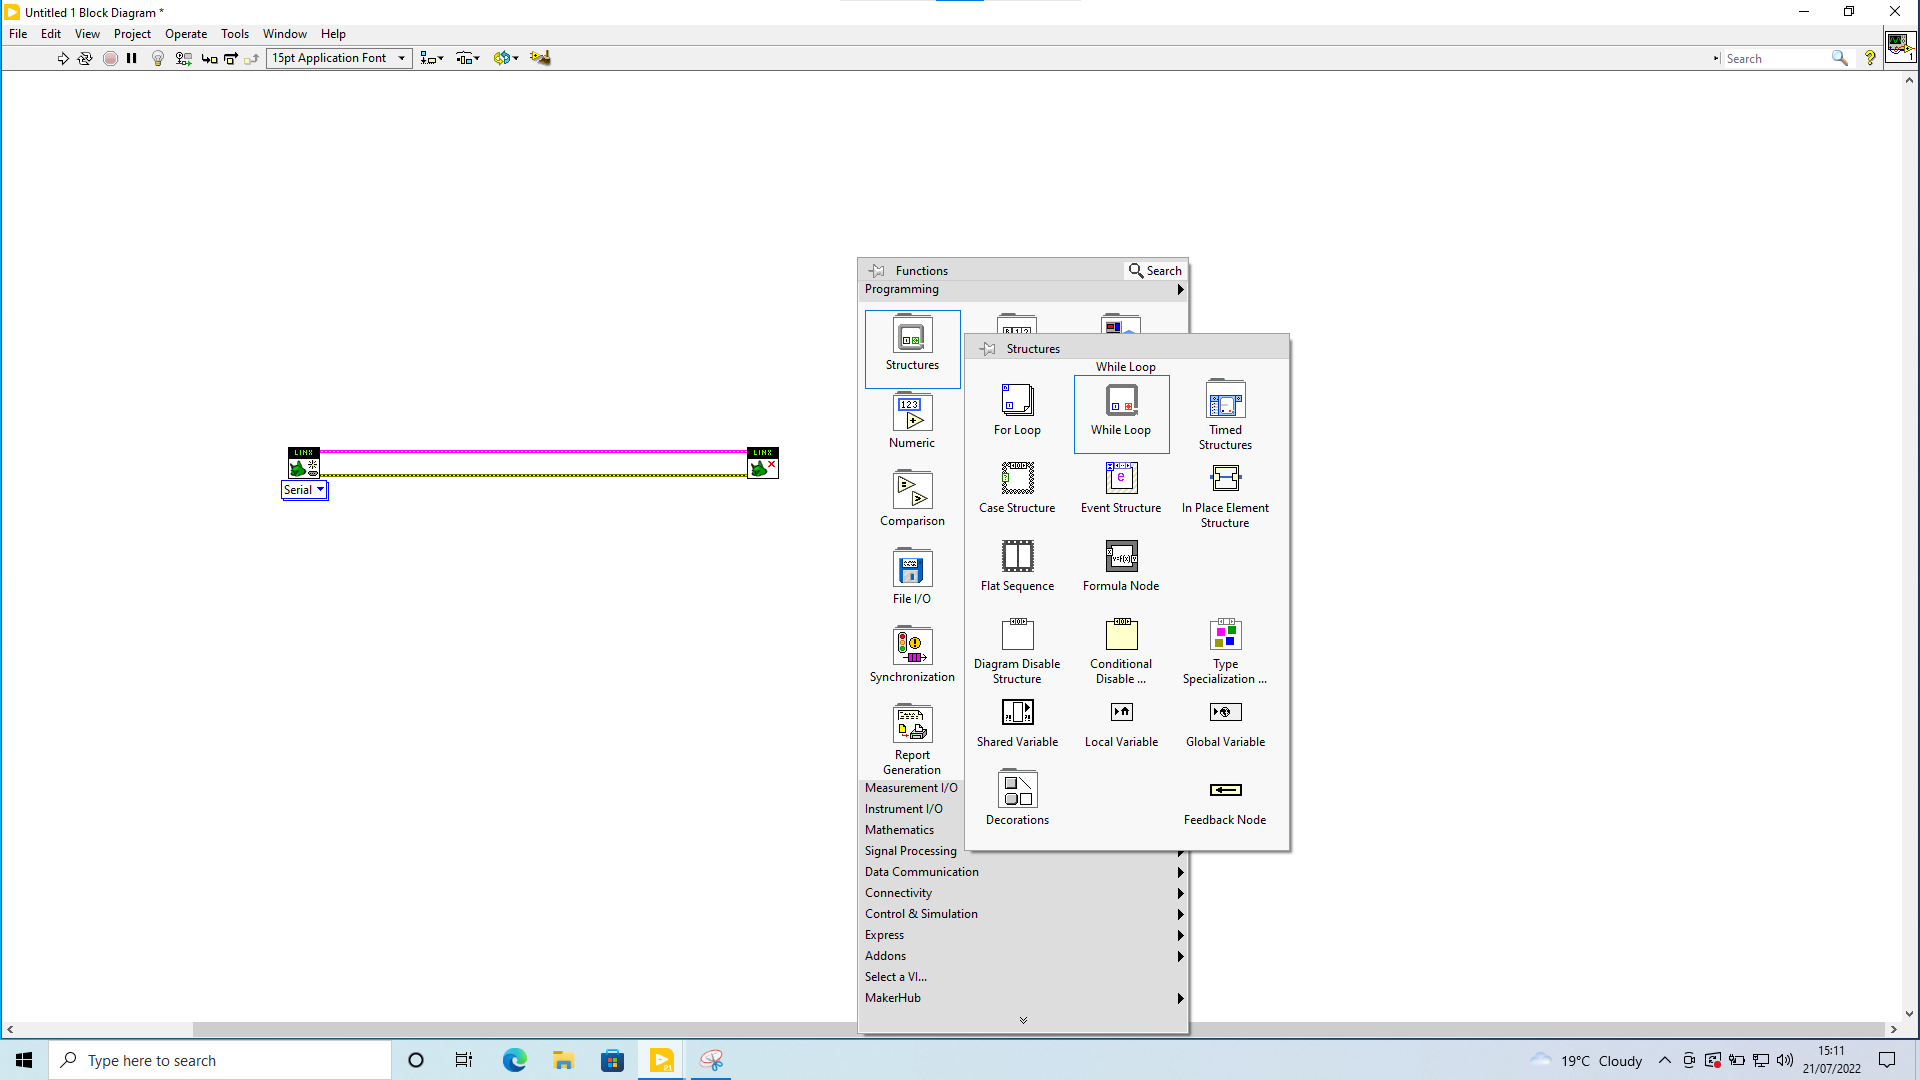 Untitled 1 Block Diagram *
File Edit View Project Operate Tools Window Help
15pt Application Font
Search
1
Functions
Search
Programming
Structures
Numeric
123
Comparison
File I/O
Synchronization
Report
Generation
Structures
While Loop
For Loop
While Loop
Timed
Structures
Case Structure
Event Structure
In Place Element
Structure
Flat Sequence
Formula Node
Diagram Disable
Structure
Conditional
Disable ...
Type
Specialization ...
Shared Variable
Local Variable
Global Variable
Decorations
Feedback Node
Measurement I/O
Instrument I/O
Mathematics
Signal Processing
Data Communication
Connectivity
Control & Simulation
Express
Addons
Select a VI...
MakerHub
LINX
LINX
Serial
Type here to search
21
19°C Cloudy
15:11
21/07/2022